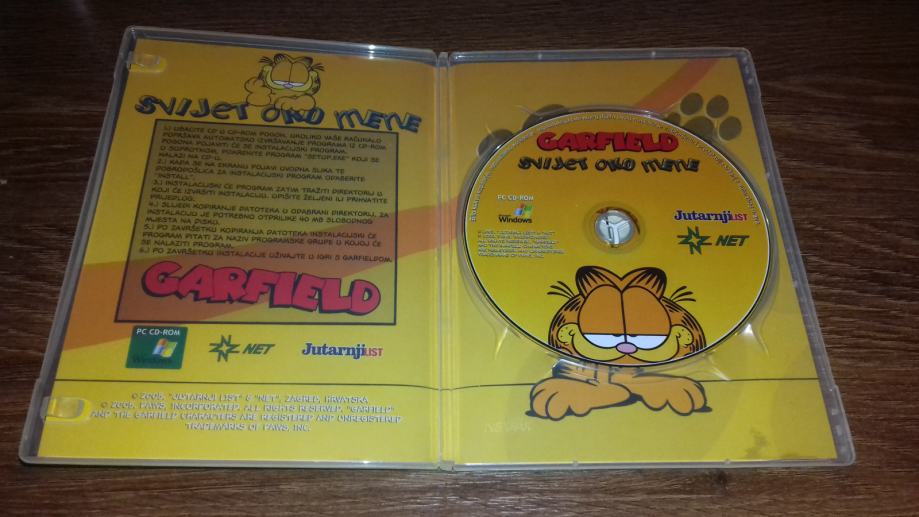 SVIJET OKO MENE
1.) UBACITE CD U CD-ROM POGON. UKOLIKO VAŠE RAČUNALO
PODRŽAVA AUTOMATSKO IZVRŠAVANJE PROGRAMA IZ CD-ROM
POGONA POJAVITI ĆE SE INSTALACIJSKI PROGRAM.
U SUPROTNOM, POKRENITE PROGRAM "SETUP.EXE" KOJI SE
NALAZI NA CD-U.
2.) KADA SE NA EKRANU POJAVI UVODNA SLIKA TE
DOBRODOŠLICA ZA INSTALACIJSKI PROGRAM ODABERITE
"INSTALL".
3.) INSTALACIJSKI ĆE PROGRAM ZATIM TRAŽITI DIREKTORIJ U
KOJI ĆE IZVRŠITI INSTALACIJU. UPIŠITE ŽELJENI ILI PRIHVATITE
PRIJEDLOG.
4.) SLIJEDI KOPIRANJE DATOTEKA U ODABRANI DIREKTORIJ, ZA
INSTALACIJU JE POTREBNO OTPRILIKE 40 MB SLOBODNOG
MJESTA NA DISKU.
5.) PO ZAVRŠETKU KOPIRANJA DATOTEKA INSTALACIJSKI ĆE
PROGRAM PITATI ZA NAZIV PROGRAMSKE GRUPE U KOJOJ ĆE
SE NALAZITI PROGRAM.
6.) PO ZAVRŠETKU INSTALACIJE UŽIVAJTE U IGRI S GARFIELDOM.
GARFIELD
PC CD-ROM
Windows
NET
Jutarnji LIST
© 2005. "JUTARNJI LIST" & "NET", ZAGREB, HRVATSKA
© 2005. PAWS, INCORPORATED. ALL RIGHTS RESERVED. "GARFIELD"
AND THE GARFIELD CHARACTERS ARE REGISTERED AND UNREGISTERED
TRADEMARKS OF PAWS, INC.
GARFIELD
SVIJET OKO MENE
PC CD-ROM
Windows
Jutarnji LIST
NET